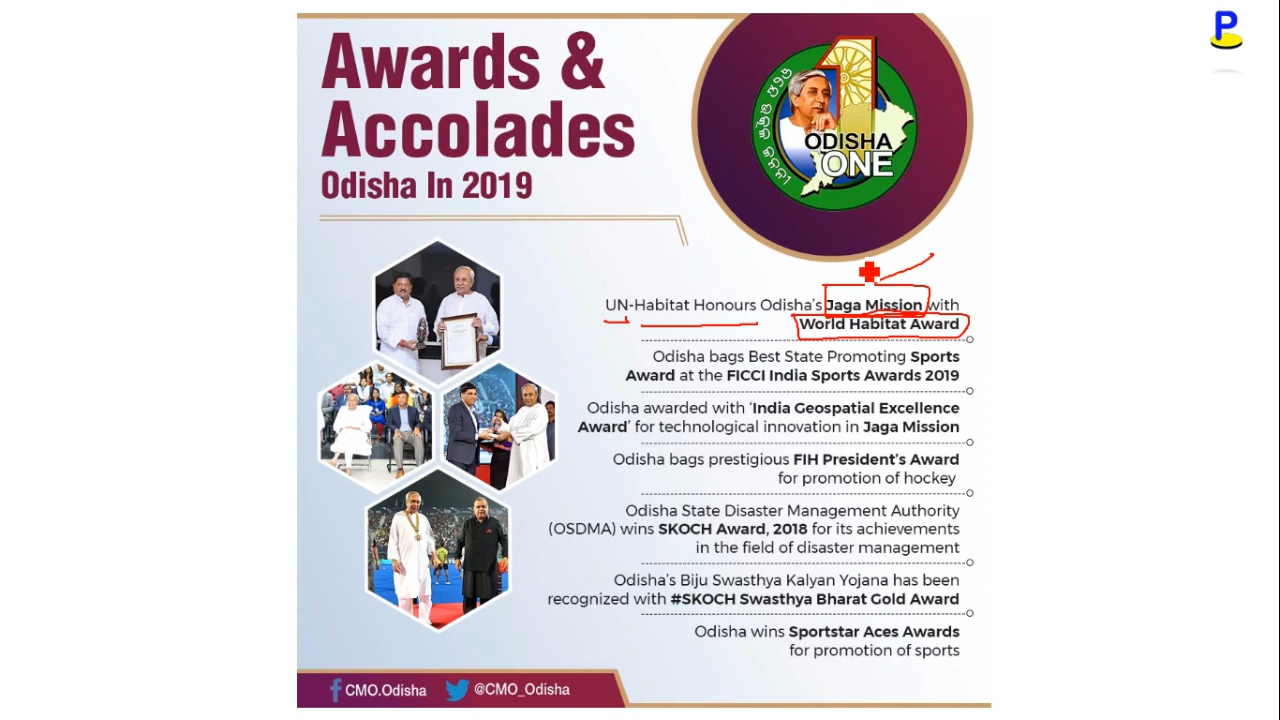 P
Awards &
Accolades
Odisha In 2019
1
ODISHA
ONE
UN-Habitat Honours Odisha's Jaga Mission with
World Habitat Award
Odisha bags Best State Promoting Sports
Award at the FICCI India Sports Awards 2019
Odisha awarded with 'India Geospatial Excellence
Award' for technological innovation in Jaga Mission
Odisha bags prestigious FIH President's Award
for promotion of hockey
Odisha State Disaster Management Authority
(OSDMA) wins SKOCH Award, 2018 for its achievements
in the field of disaster management
Odisha's Biju Swasthya Kalyan Yojana has been
recognized with #SKOCH Swasthya Bharat Gold Award
Odisha wins Sportstar Aces Awards
for promotion of sports
CMO.Odisha @CMO_Odisha